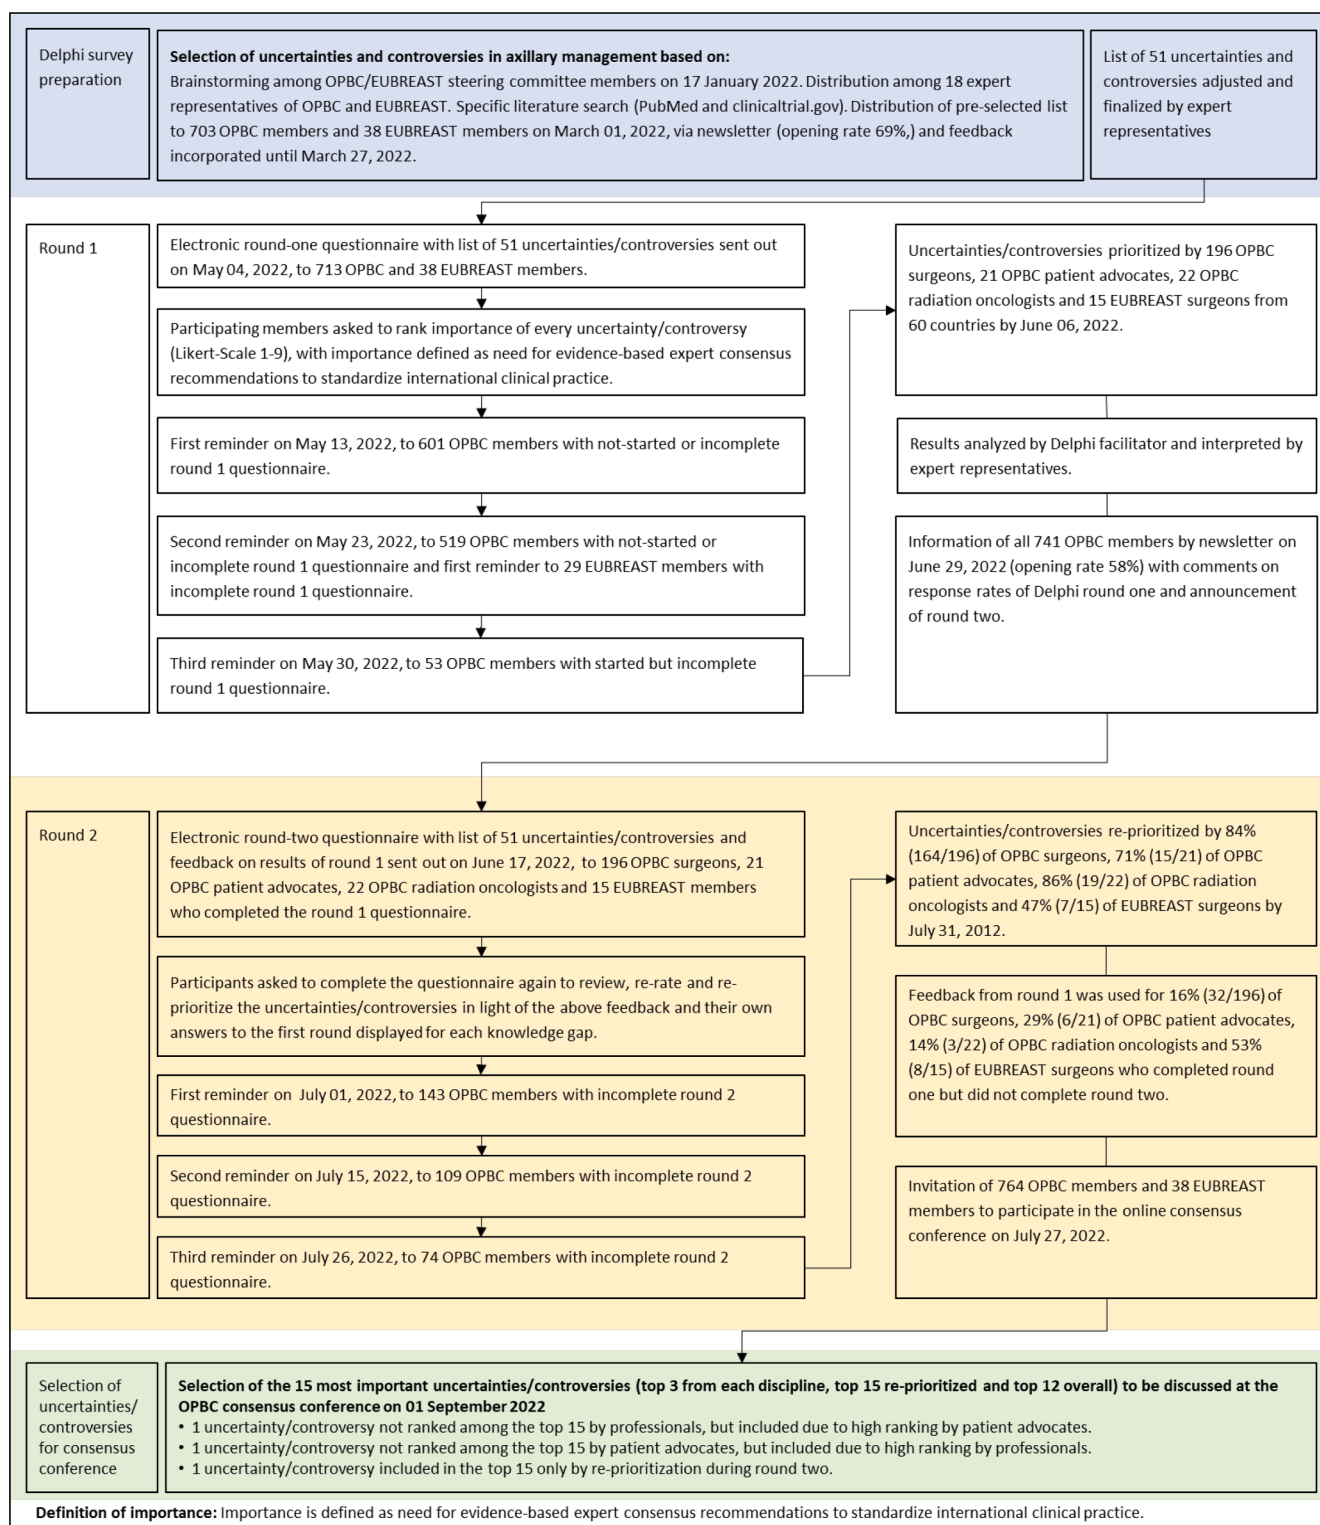 Delphi survey
preparation
Selection of uncertainties and controversies in axillary management based on:
Brainstorming among OPBC/EUBREAST steering committee members on 17 January 2022. Distribution among 18 expert
representatives of OPBC and EUBREAST. Specific literature search (PubMed and clinicaltrial.gov). Distribution of pre-selected list
to 703 OPBC members and 38 EUBREAST members on March 01, 2022, via newsletter (opening rate 69%,) and feedback
incorporated until March 27, 2022.
List of 51 uncertainties and
controversies adjusted and
finalized by expert
representatives
Round 1
Electronic round-one questionnaire with list of 51 uncertainties/controversies sent out
on May 04, 2022, to 713 OPBC and 38 EUBREAST members.
Participating members asked to rank importance of every uncertainty/controversy
(Likert-Scale 1-9), with importance defined as need for evidence-based expert consensus
recommendations to standardize international clinical practice.
First reminder on May 13, 2022, to 601 OPBC members with not-started or incomplete
round 1 questionnaire.
Second reminder on May 23, 2022, to 519 OPBC members with not-started or
incomplete round 1 questionnaire and first reminder to 29 EUBREAST members with
incomplete round 1 questionnaire.
Third reminder on May 30, 2022, to 53 OPBC members with started but incomplete
round 1 questionnaire.
Uncertainties/controversies prioritized by 196 OPBC
surgeons, 21 OPBC patient advocates, 22 OPBC
radiation oncologists and 15 EUBREAST surgeons from
60 countries by June 06, 2022.
Results analyzed by Delphi facilitator and interpreted by
expert representatives.
Information of all 741 OPBC members by newsletter on
June 29, 2022 (opening rate 58%) with comments on
response rates of Delphi round one and announcement
of round two.
Round 2
Electronic round-two questionnaire with list of 51 uncertainties/controversies and
feedback on results of round 1 sent out on June 17, 2022, to 196 OPBC surgeons, 21
OPBC patient advocates, 22 OPBC radiation oncologists and 15 EUBREAST members
who completed the round 1 questionnaire.
Participants asked to complete the questionnaire again to review, re-rate and re-
prioritize the uncertainties/controversies in light of the above feedback and their own
answers to the first round displayed for each knowledge gap.
First reminder on July 01, 2022, to 143 OPBC members with incomplete round 2
questionnaire.
Second reminder on July 15, 2022, to 109 OPBC members with incomplete round 2
questionnaire.
Third reminder on July 26, 2022, to 74 OPBC members with incomplete round 2
questionnaire.
Uncertainties/controversies re-prioritized by 84%
(164/196) of OPBC surgeons, 71% (15/21) of OPBC
patient advocates, 86% (19/22) of OPBC radiation
oncologists and 47% (7/15) of EUBREAST surgeons by
July 31, 2012.
Feedback from round 1 was used for 16% (32/196) of
OPBC surgeons, 29% (6/21) of OPBC patient advocates,
14% (3/22) of OPBC radiation oncologists and 53%
(8/15) of EUBREAST surgeons who completed round
one but did not complete round two.
Invitation of 764 OPBC members and 38 EUBREAST
members to participate in the online consensus
conference on July 27, 2022.
Selection of
uncertainties/
controversies
for consensus
conference
Selection of the 15 most important uncertainties/controversies (top 3 from each discipline, top 15 re-prioritized and top 12 overall) to be discussed at the
OPBC consensus conference on 01 September 2022
• 1 uncertainty/controversy not ranked among the top 15 by professionals, but included due to high ranking by patient advocates.
• 1 uncertainty/controversy not ranked among the top 15 by patient advocates, but included due to high ranking by professionals.
• 1 uncertainty/controversy included in the top 15 only by re-prioritization during round two.
Definition of importance: Importance is defined as need for evidence-based expert consensus recommendations to standardize international clinical practice.